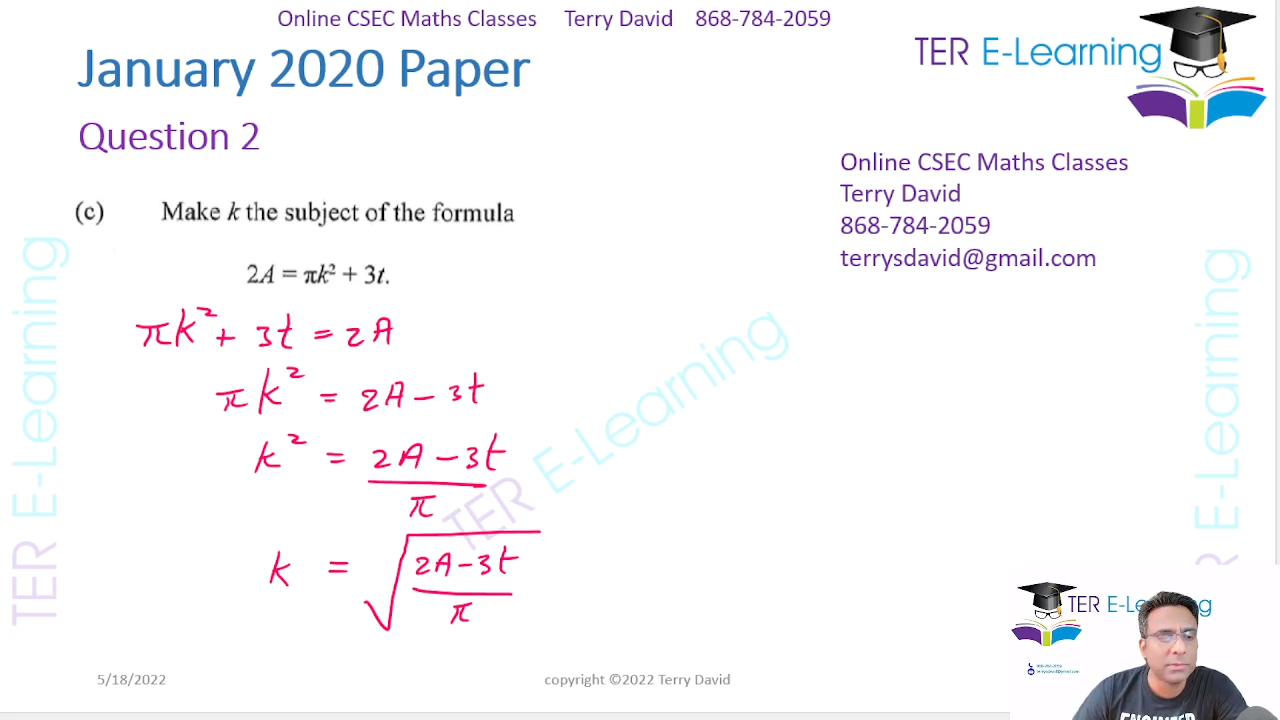 Online CSEC Maths Classes Terry David 868-784-2059
TER E-Learning
January 2020 Paper
Question 2
Online CSEC Maths Classes
Terry David
868-784-2059
terrysdavid@gmail.com
(c) Make k the subject of the formula
2A = πk² + 3t.
πk² + 3t = 2A
πk² = 2A - 3t
k² = 2A - 3t
π
k = √2A - 3t
π
TER E-Learning
TER E-Learning
TER E-Learning
TER E-Le
ENGINEER
5/18/2022
copyright ©2022 Terry David